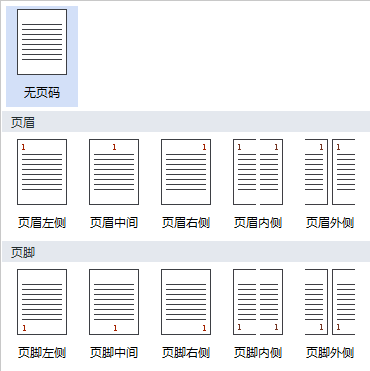 无页码
页眉
1 1 1 1 1 1 1
页眉左侧 页眉中间 页眉右侧 页眉内侧 页眉外侧
页脚
1 1 1 1 1 1 1
页脚左侧 页脚中间 页脚右侧 页脚内侧 页脚外侧